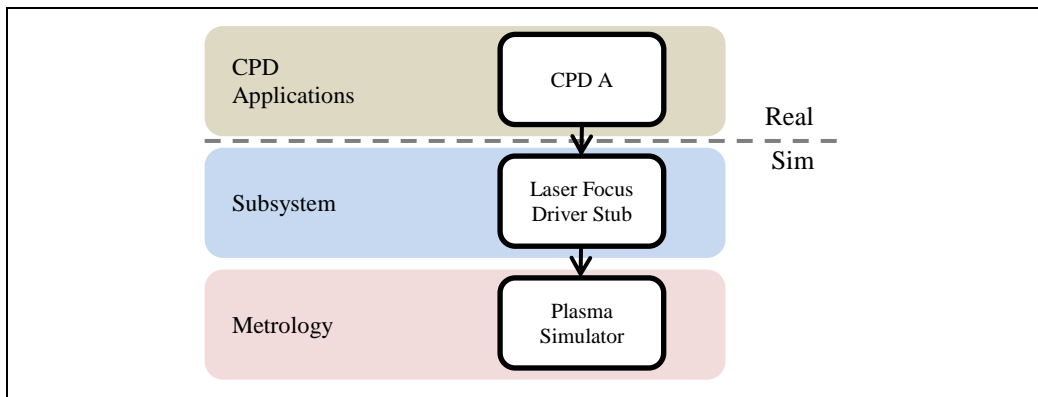 CPD
Applications
CPD A
Real
Sim
Subsystem
Laser Focus
Driver Stub
Metrology
Plasma
Simulator